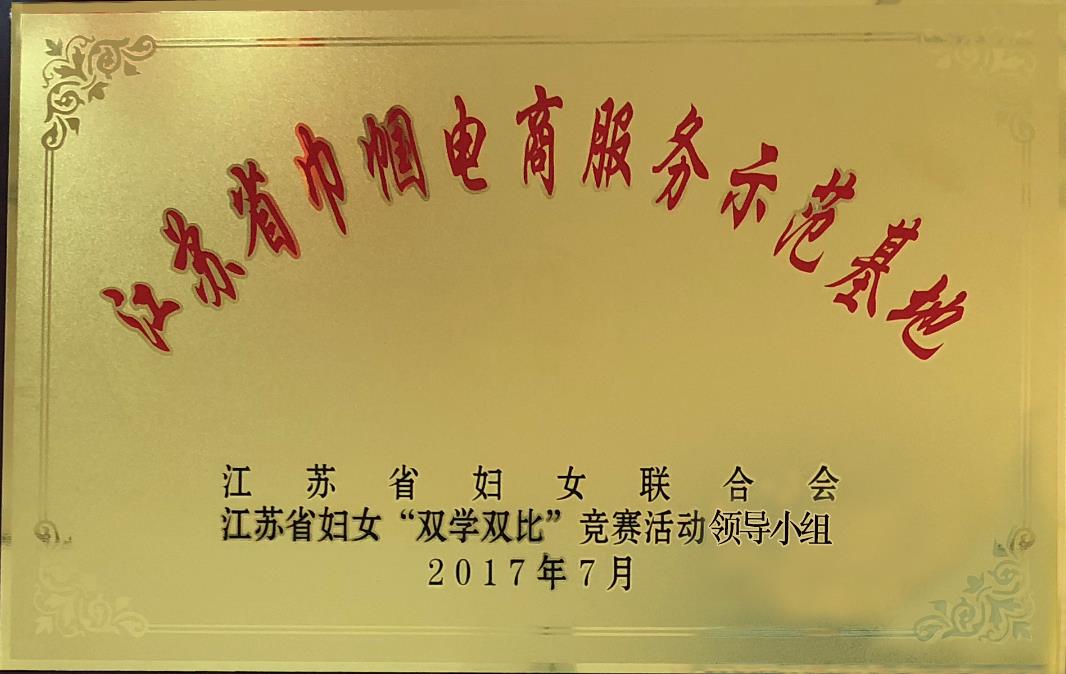 江苏省巾帼电商服务示范基地
江苏省妇女联合会
江苏省妇女“双学双比”竞赛活动领导小组
2017年7月